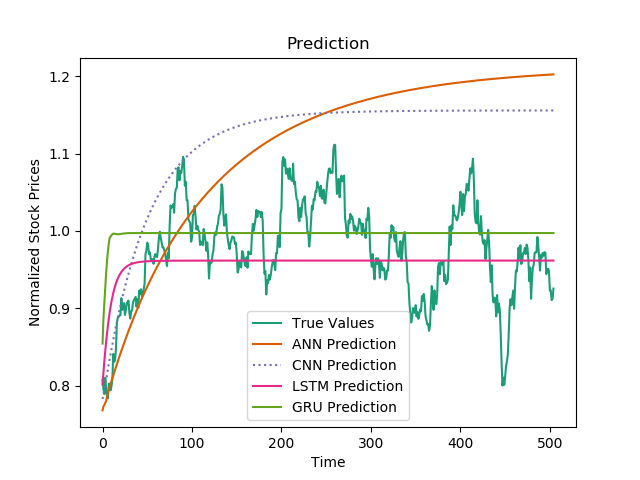 Prediction
Normalized Stock Prices
1.2
1.1
1.0
0.9
0.8
True Values
ANN Prediction
CNN Prediction
LSTM Prediction
GRU Prediction
0 100 200 300 400 500
Time